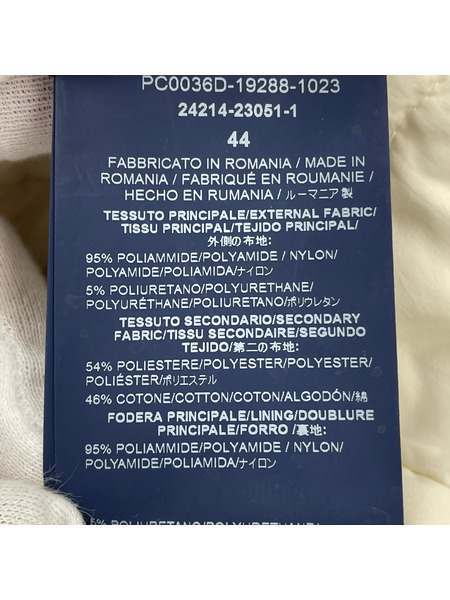 PC0036D-19288-1023
24214-23051-1
44
FABBRICATO IN ROMANIA / MADE IN
ROMANIA / FABRIQUÉ EN ROUMANIE /
HECHO EN RUMANIA / ルーマニア製
TESSUTO PRINCIPALE/EXTERNAL FABRIC/
TISSU PRINCIPAL/TEJIDO PRINCIPAL/
外側の布地:
95% POLIAMMIDE/POLYAMIDE / NYLON/
POLYAMIDE/POLIAMIDA/ナイロン
5% POLIURETANO/POLYURETHANE/
POLYURÉTHANE/POLIURETANO/ポリウレタン
TESSUTO SECONDARIO/SECONDARY
FABRIC/TISSU SECONDAIRE/SEGUNDO
TEJIDO/第二の布地:
54% POLIESTERE/POLYESTER/POLYESTER/
POLIÉSTER/ポリエステル
46% COTONE/COTTON/COTON/ALGODÓN/綿
FODERA PRINCIPALE/LINING/DOUBLURE
PRINCIPALE/FORRO /裏地:
95% POLIAMMIDE/POLYAMIDE / NYLON/
POLYAMIDE/POLIAMIDA/ナイロン
5% POLIURETANO/POLYURETHANE/